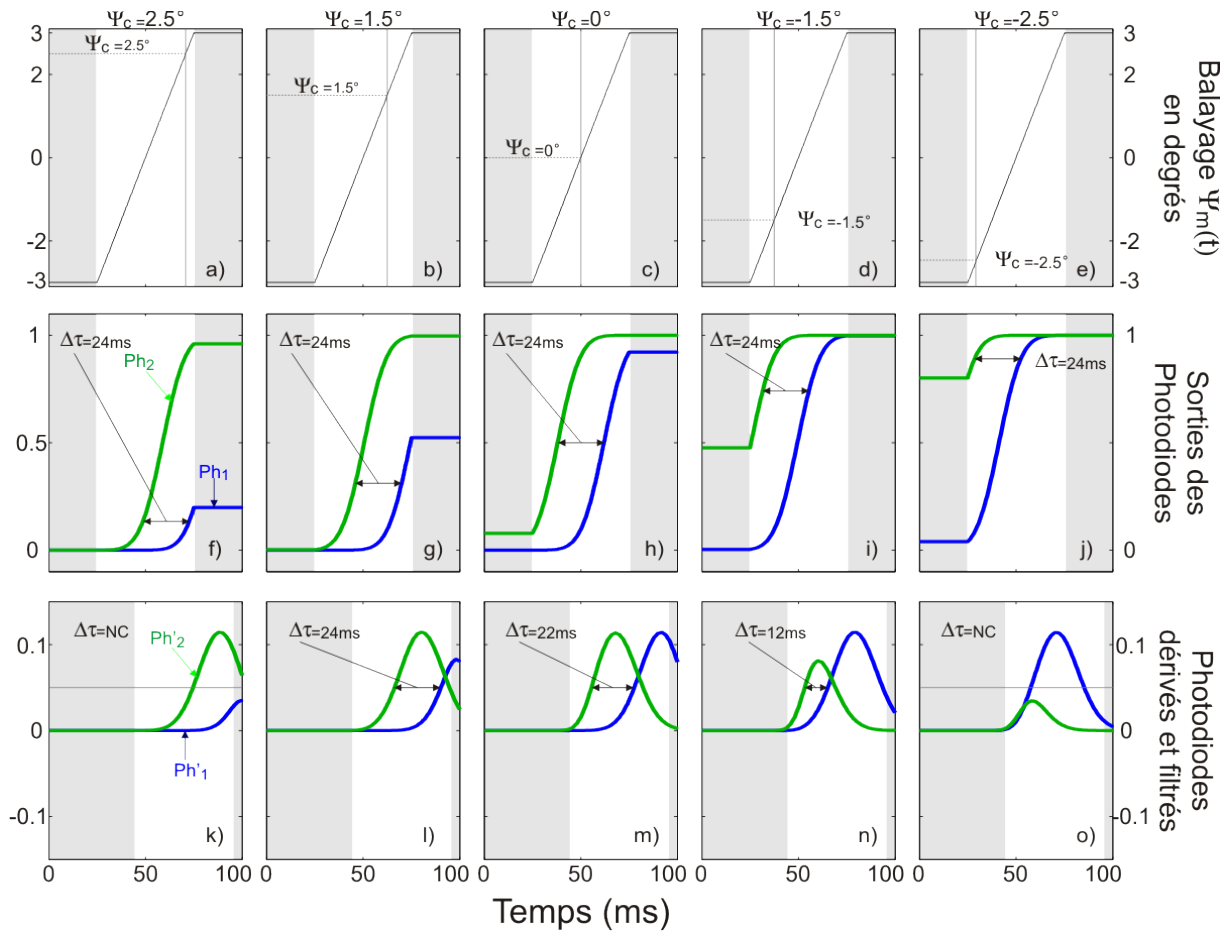 Ψc =2.5°
Ψc =1.5°
Ψc =0°
Ψc =-1.5°
Ψc =-2.5°
3
2
0
-2
-3
Ψc =2.5°
a)
Ψc =1.5°
b)
Ψc =0°
c)
Ψc =-1.5°
d)
Ψc =-2.5°
e)
3
2
0
-2
-3
Balayage Ψm(t)
en degrés
1
0.5
0
Δτ=24ms
Ph2
Ph1
f)
Δτ=24ms
g)
Δτ=24ms
h)
Δτ=24ms
i)
Δτ=24ms
j)
1
0
Sorties des
Photodiodes
0.1
0
-0.1
Δτ=NC
Ph'2
Ph'1
k)
Δτ=24ms
l)
Δτ=22ms
m)
Δτ=12ms
n)
Δτ=NC
o)
0.1
0
-0.1
Photodiodes
dérivés et filtrés
0 50 100
0 50 100
0 50 100
0 50 100
0 50 100
Temps (ms)